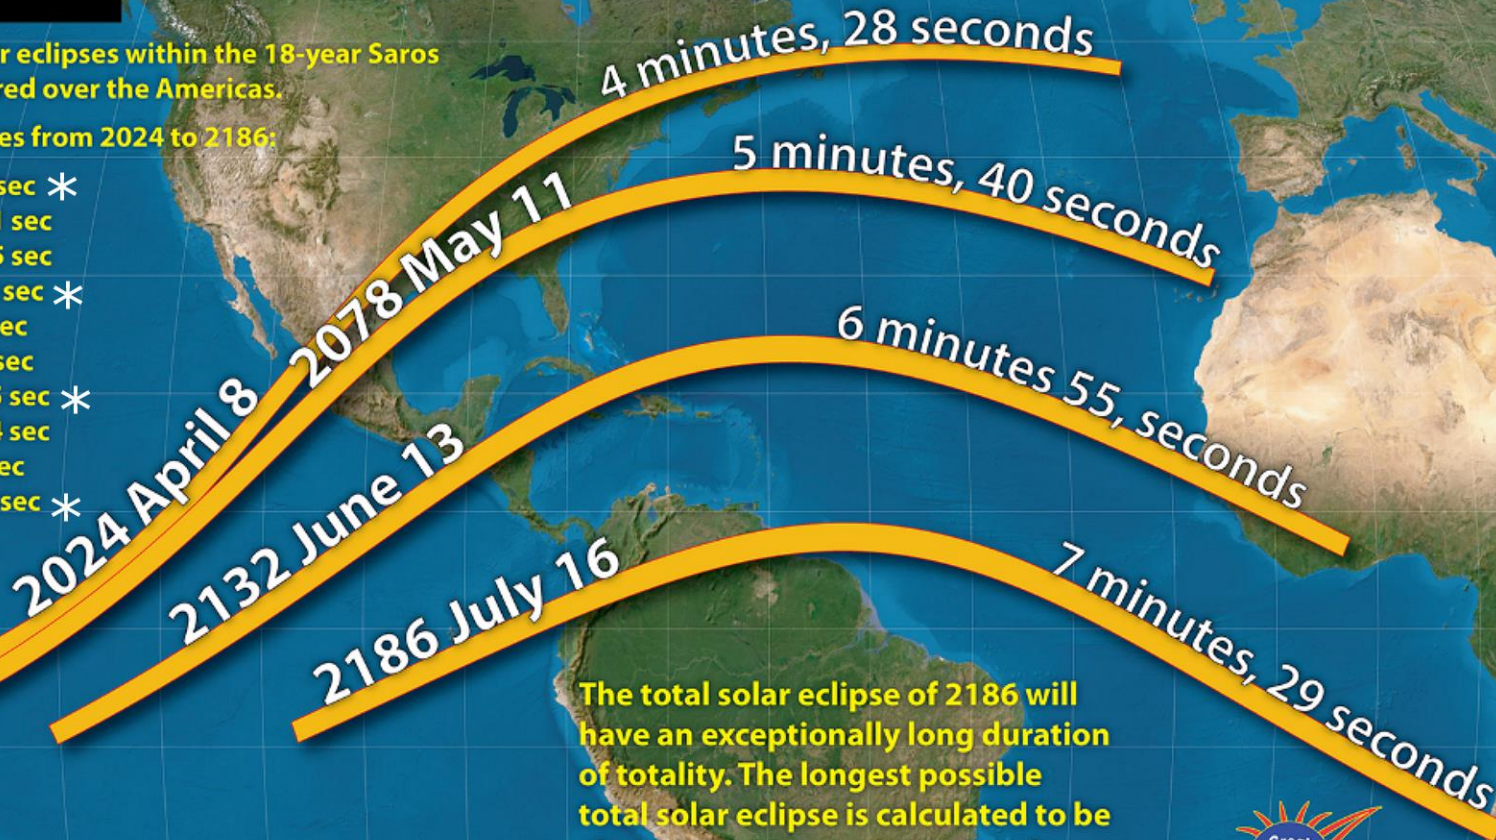 r eclipses within the 18-year Saros
red over the Americas.
es from 2024 to 2186:
sec *
sec
5 sec
sec *
ec
sec
sec *
sec
ec
sec *
4 minutes, 28 seconds
5 minutes, 40 seconds
6 minutes 55, seconds
7 minutes, 29 seconds
2024 April 8
2078 May 11
2132 June 13
2186 July 16
The total solar eclipse of 2186 will
have an exceptionally long duration
of totality. The longest possible
total solar eclipse is calculated to be